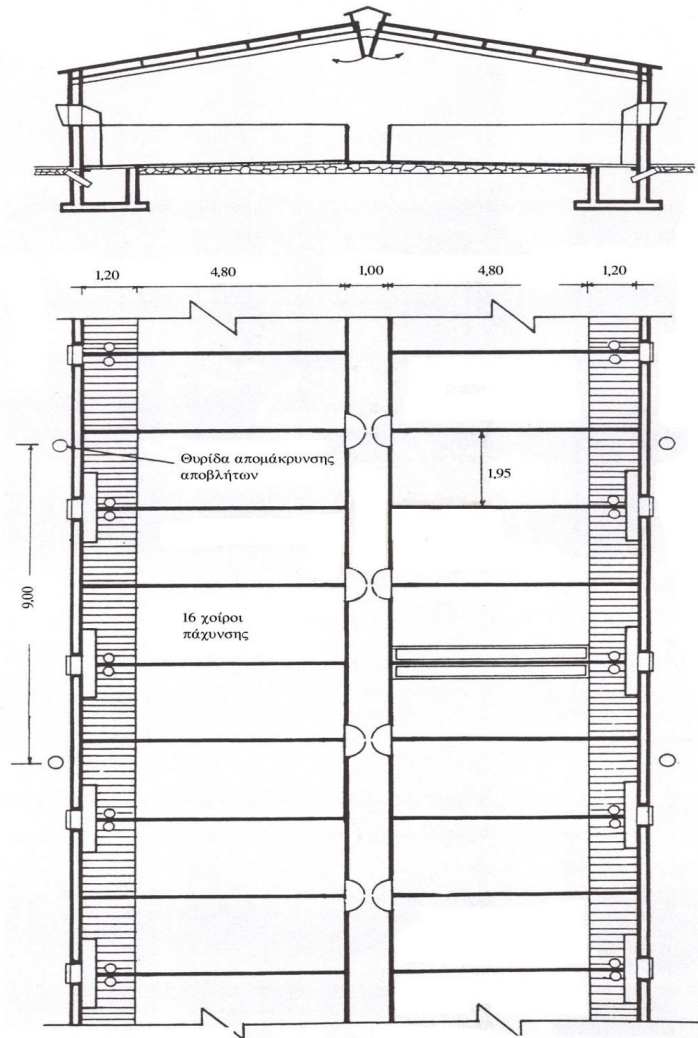 1,20 4,80 1,00 4,80 1,20
Θυρίδα απομάκρυνσης
αποβλήτων
1,95
9,00
16 χοίροι
πάχυνσης